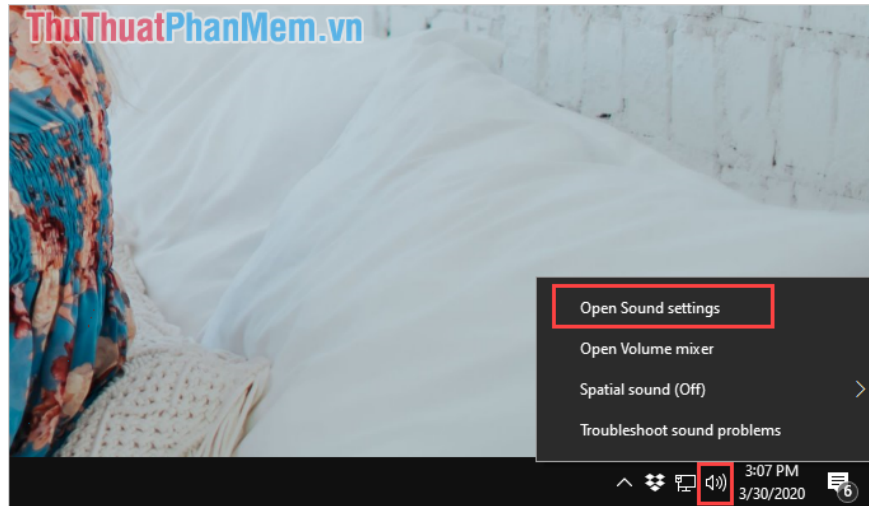 ThuThuatPhanMem.vn
Open Sound settings
Open Volume mixer
Spatial sound (Off)
Troubleshoot sound problems
3:07 PM
3/30/2020
6